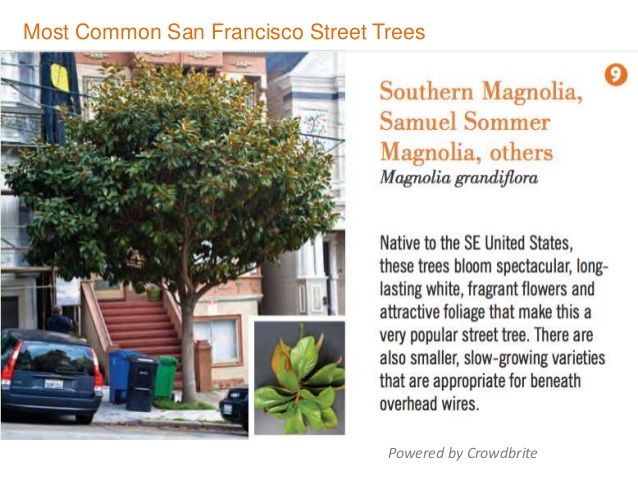 Most Common San Francisco Street Trees
9
Southern Magnolia,
Samuel Sommer
Magnolia, others
Magnolia grandiflora
Native to the SE United States,
these trees bloom spectacular, long-
lasting white, fragrant flowers and
attractive foliage that make this a
very popular street tree. There are
also smaller, slow-growing varieties
that are appropriate for beneath
overhead wires.
Powered by Crowdbrite